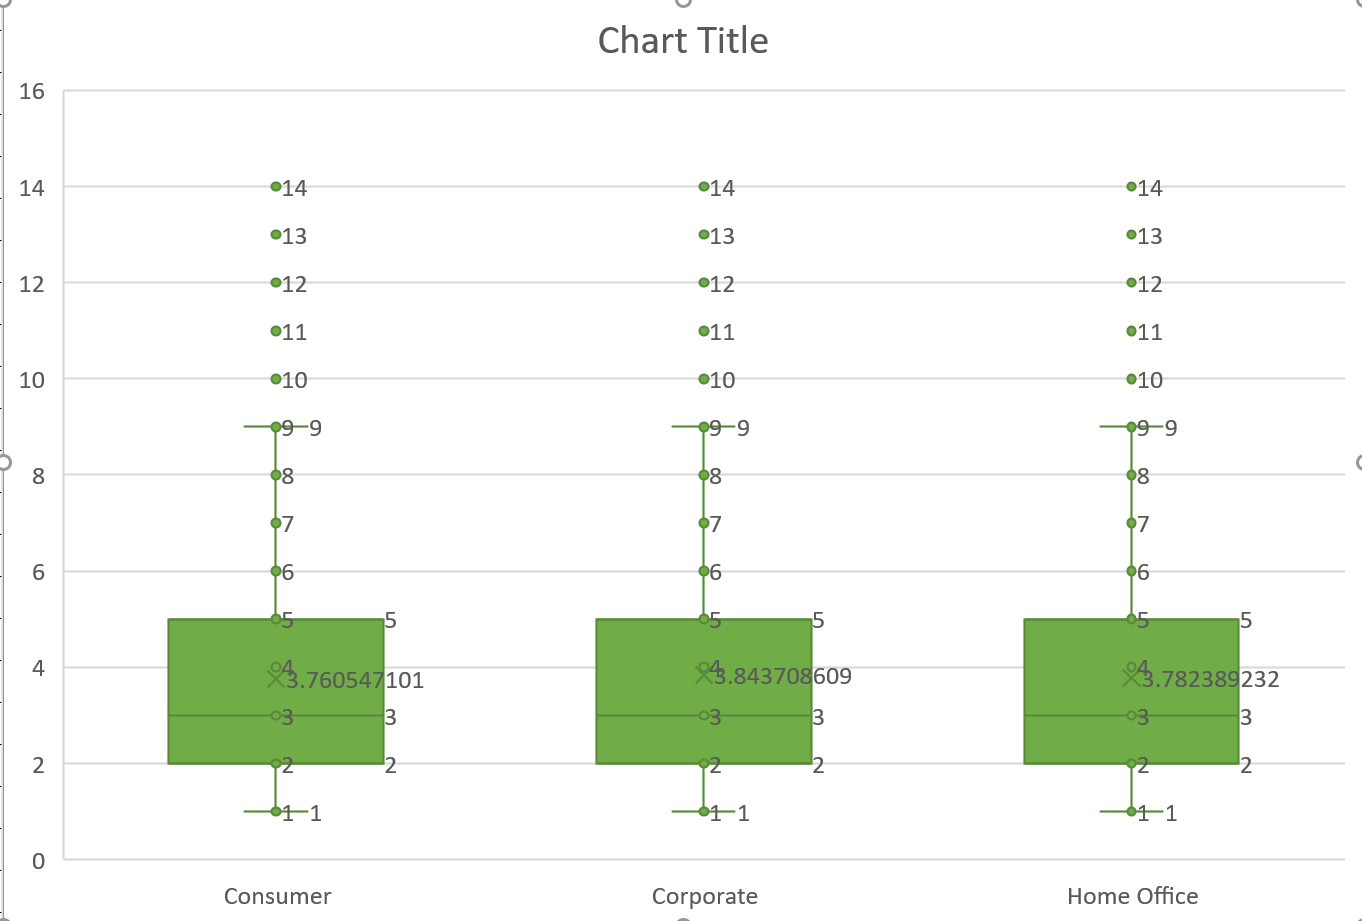 Chart Title
16
14 14 14 14
13 13 13
12 12 12 12
11 11 11
10 10 10 10
9 9 9 9 9 9
8 8 8 8
7 7 7
6 6 6 6
5 5 5 5 5 5
4 4 4 4
3.760547101 3.843708609 3.782389232
3 3 3 3 3 3
2 2 2 2 2 2 2
1 1 1 1 1 1
0
Consumer Corporate Home Office